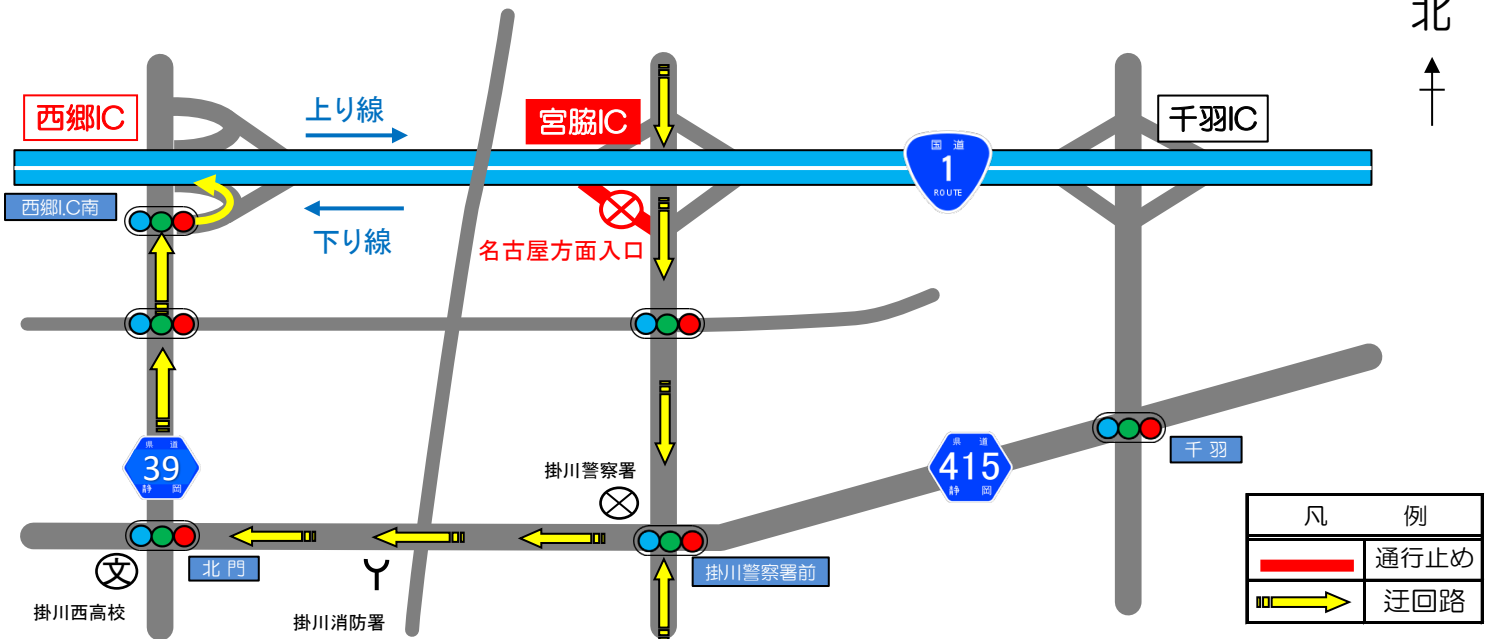 北
西郷IC
上り線
宮脇IC
千羽IC
国道
1
ROUTE
西郷I.C南
下り線
名古屋方面入口
県道
39
静岡
掛川警察署
県道
415
静岡
千羽
北門
掛川警察署前
掛川西高校
文
掛川消防署
凡 例
通行止め
迂回路